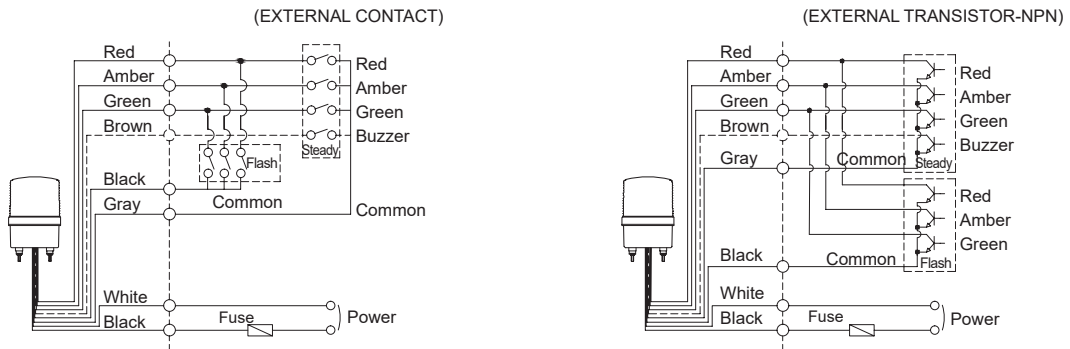 (EXTERNAL CONTACT)
Red
Amber
Green
Brown
Black
Gray
White
Black
Red
Amber
Green
Buzzer
Steady
Flash
Common
Common
Fuse
Power
(EXTERNAL TRANSISTOR-NPN)
Red
Amber
Green
Brown
Gray
Black
White
Black
Red
Amber
Green
Buzzer
Common
Steady
Red
Amber
Green
Common
Flash
Fuse
Power